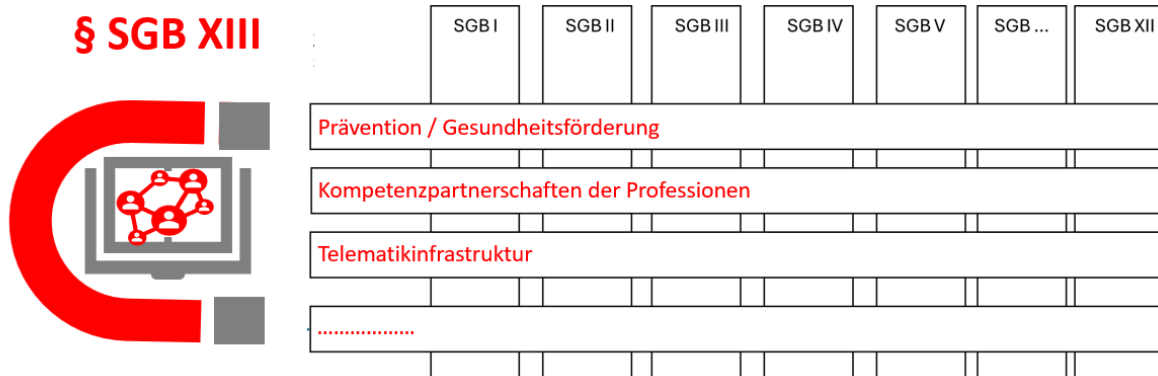 § SGB XIII
SGB I SGB II SGB III SGB IV SGB V SGB ... SGB XII
Prävention / Gesundheitsförderung
Kompetenzpartnerschaften der Professionen
Telematikinfrastruktur
..................